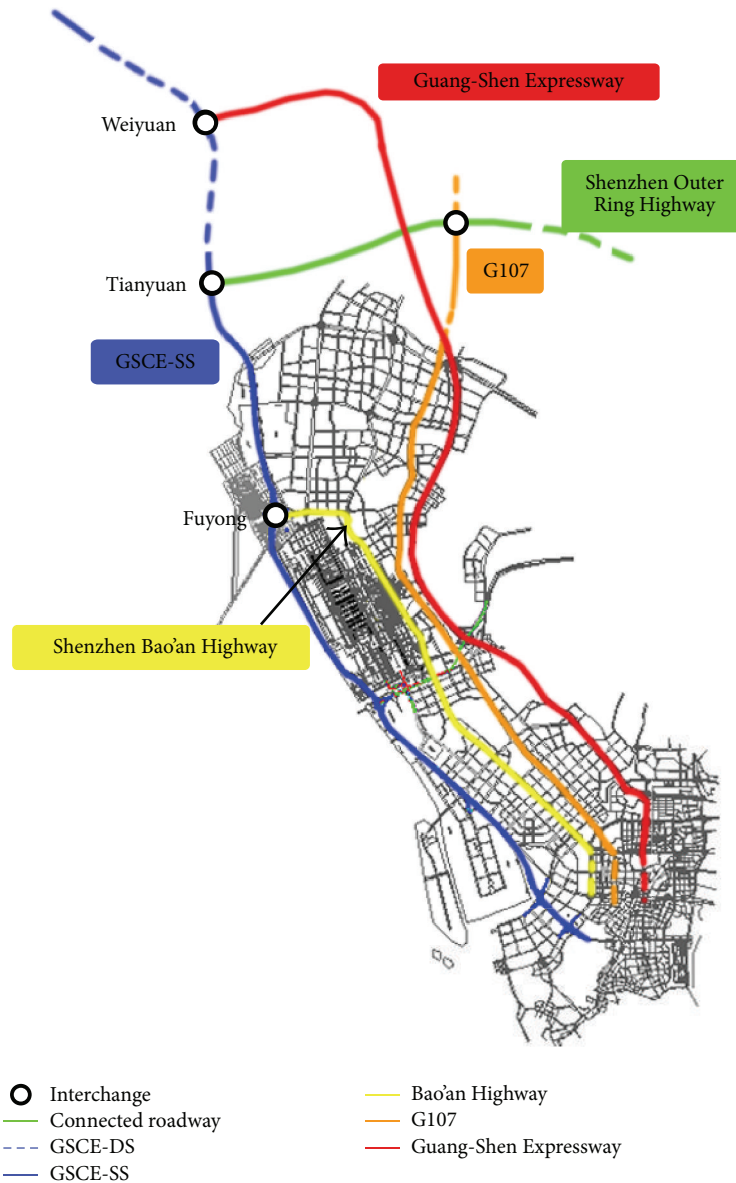 Guang-Shen Expressway
Weiyuan
Shenzhen Outer
Ring Highway
G107
Tianyuan
GSCE-SS
Fuyong
Shenzhen Bao'an Highway
Interchange
Connected roadway
GSCE-DS
GSCE-SS
Bao'an Highway
G107
Guang-Shen Expressway